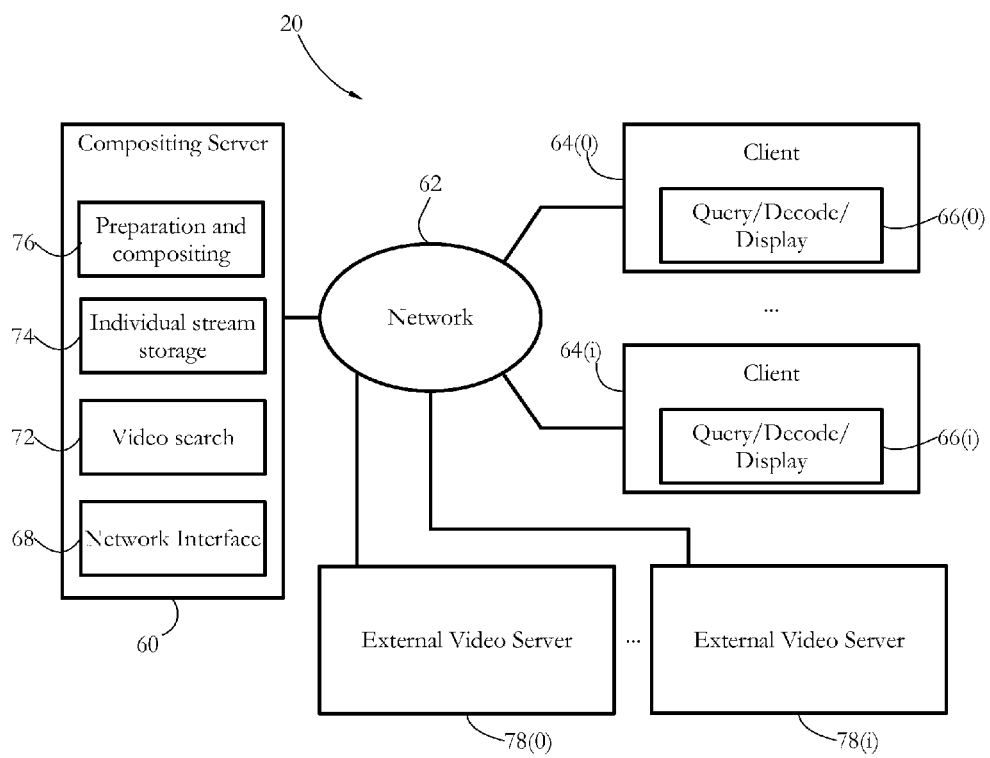 20
Compositing Server
76
Preparation and
compositing
74
Individual stream
storage
72
Video search
68
Network Interface
60
62
Network
64(0)
Client
Query/Decode/
Display
66(0)
...
64(i)
Client
Query/Decode/
Display
66(i)
External Video Server
78(0)
...
External Video Server
78(i)